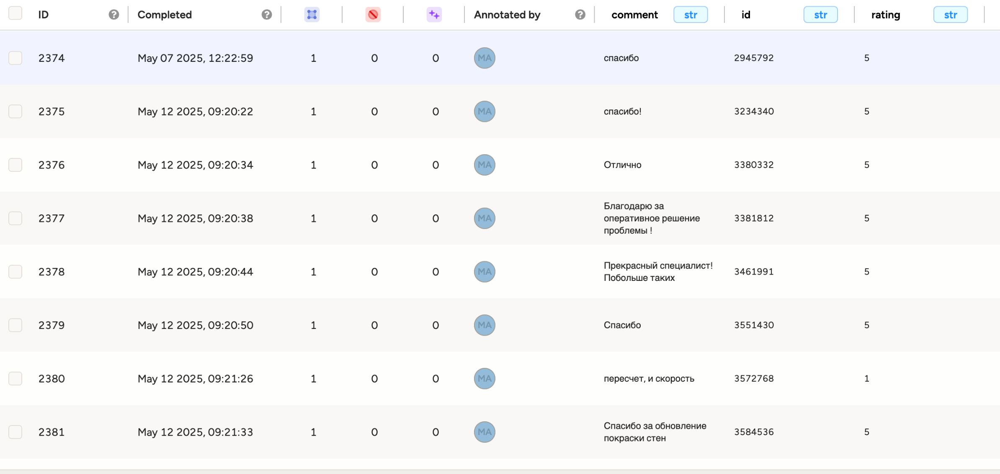 ID ? Completed ? Annotated by ? comment str id str rating str
2374 May 07 2025, 12:22:59 1 0 0 MA спасибо 2945792 5
2375 May 12 2025, 09:20:22 1 0 0 MA спасибо! 3234340 5
2376 May 12 2025, 09:20:34 1 0 0 MA Отлично 3380332 5
Благодарю за
2377 May 12 2025, 09:20:38 1 0 0 MA оперативное решение 3381812 5
проблемы !
2378 May 12 2025, 09:20:44 1 0 0 MA Прекрасный специалист! 3461991 5
Побольше таких
2379 May 12 2025, 09:20:50 1 0 0 MA Спасибо 3551430 5
2380 May 12 2025, 09:21:26 1 0 0 MA пересчет, и скорость 3572768 1
2381 May 12 2025, 09:21:33 1 0 0 MA Спасибо за обновление 3584536 5
покраски стен